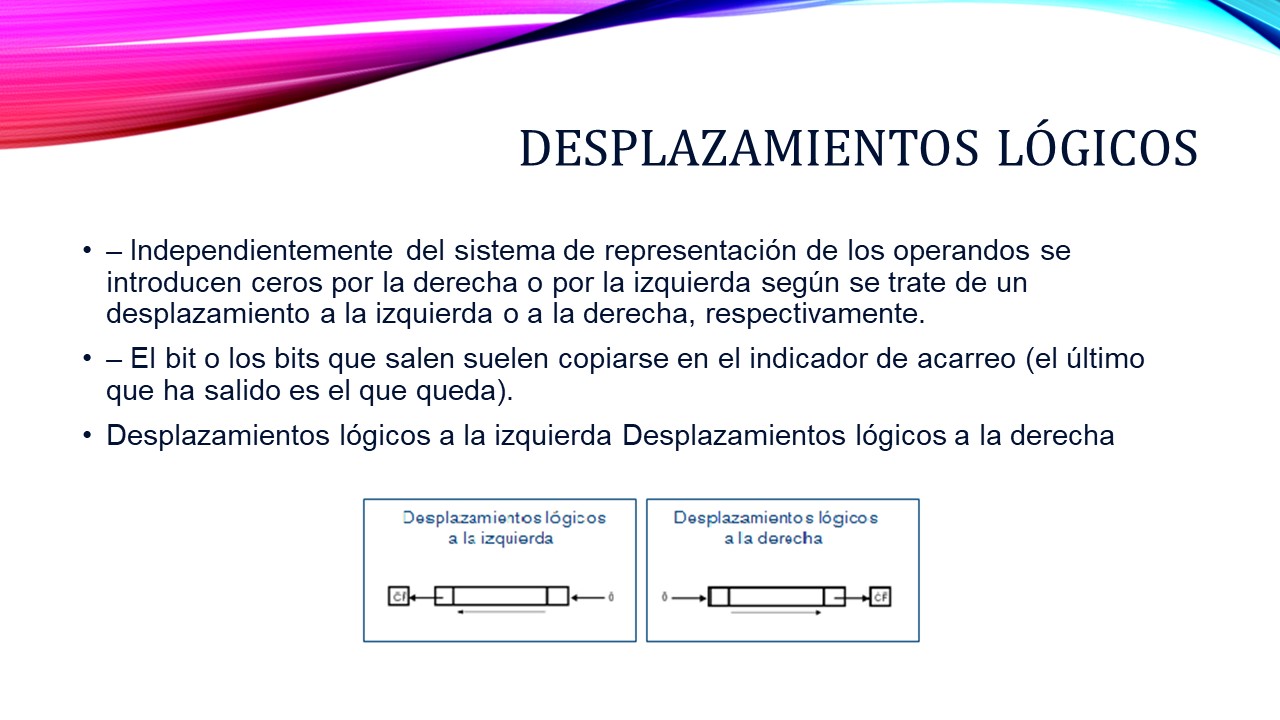 DESPLAZAMIENTOS LÓGICOS
• – Independientemente del sistema de representación de los operandos se
introducen ceros por la derecha o por la izquierda según se trate de un
desplazamiento a la izquierda o a la derecha, respectivamente.
• – El bit o los bits que salen suelen copiarse en el indicador de acarreo (el último
que ha salido es el que queda).
• Desplazamientos lógicos a la izquierda Desplazamientos lógicos a la derecha
Desplazamientos lógicos
a la izquierda
CF
0
Desplazamientos lógicos
a la derecha
0
CF